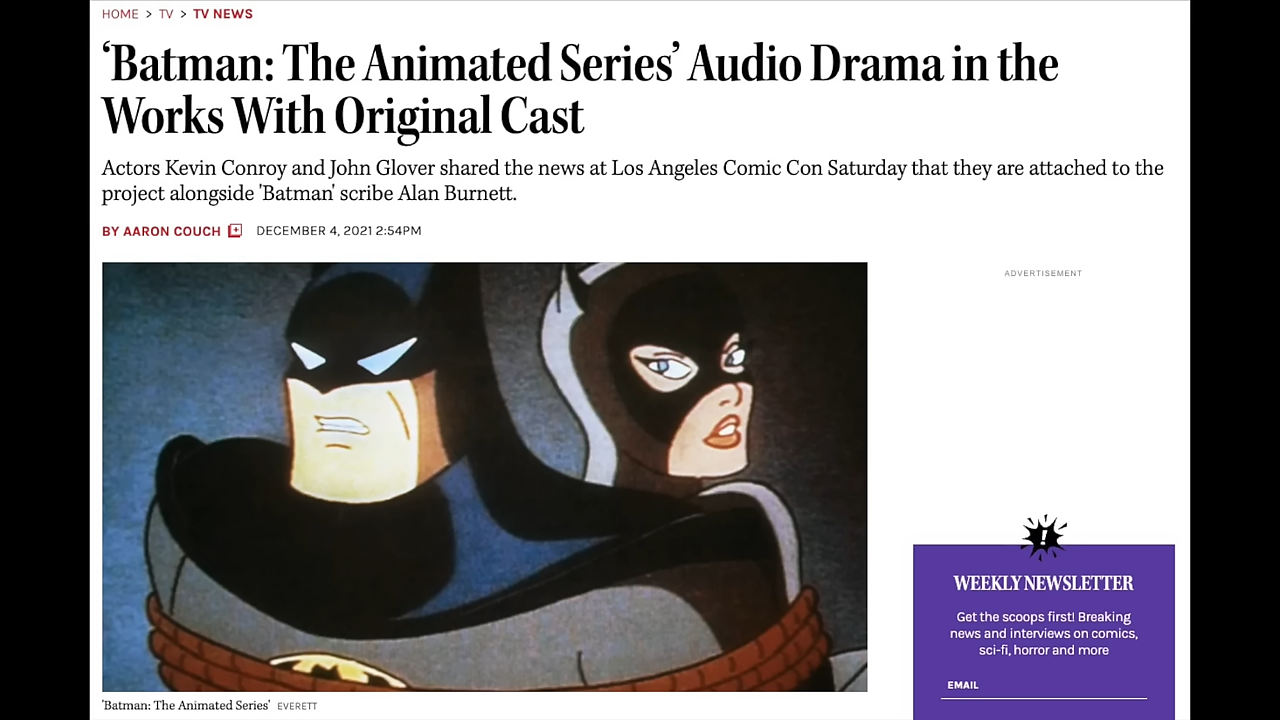 HOME > TV > TV NEWS
‘Batman: The Animated Series’ Audio Drama in the
Works With Original Cast
Actors Kevin Conroy and John Glover shared the news at Los Angeles Comic Con Saturday that they are attached to the
project alongside 'Batman' scribe Alan Burnett.
BY AARON COUCH DECEMBER 4, 2021 2:54PM
ADVERTISEMENT
!
WEEKLY NEWSLETTER
Get the scoops first! Breaking
news and interviews on comics,
sci-fi, horror and more
EMAIL
'Batman: The Animated Series' EVERETT